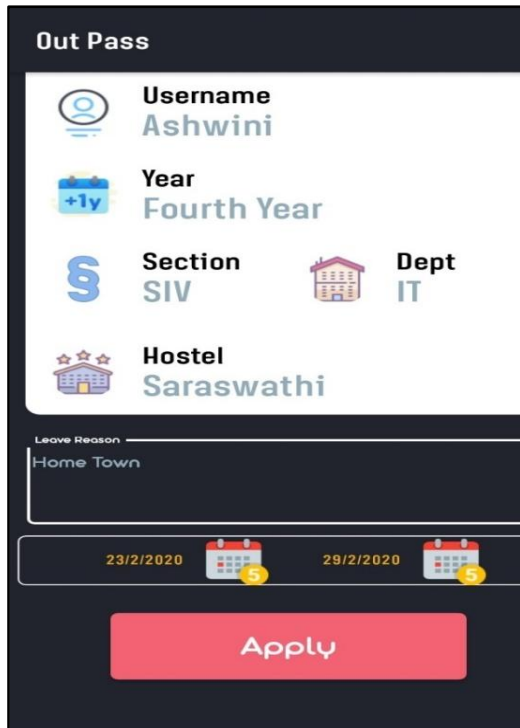 Out Pass
Username
Ashwini
+1y
Year
Fourth Year
§
Section
SIV
Dept
IT
Hostel
Saraswathi
Leave Reason
Home Town
23/2/2020 5 29/2/2020 5
Apply